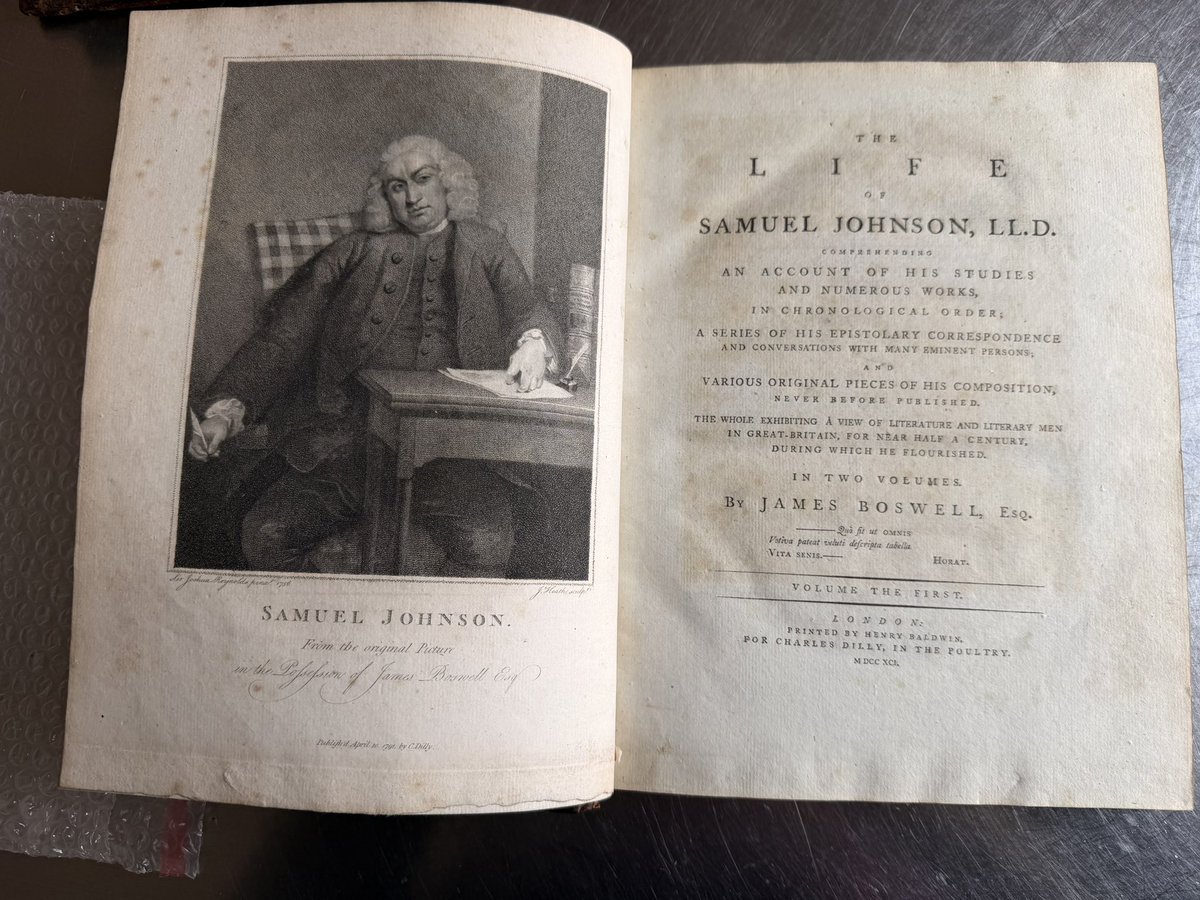 Sir Joshua Reynolds pinxt. 1756
J. Heath sculpt.
SAMUEL JOHNSON.
From the original Picture
in the Possession of James Boswell Esq
Publish'd April 10. 1791, by C. Dilly.
THE
LIFE
OF
SAMUEL JOHNSON, LL.D.
COMPREHENDING
AN ACCOUNT OF HIS STUDIES
AND NUMEROUS WORKS,
IN CHRONOLOGICAL ORDER;
A SERIES OF HIS EPISTOLARY CORRESPONDENCE
AND CONVERSATIONS WITH MANY EMINENT PERSONS;
AND
VARIOUS ORIGINAL PIECES OF HIS COMPOSITION,
NEVER BEFORE PUBLISHED.
THE WHOLE EXHIBITING A VIEW OF LITERATURE AND LITERARY MEN
IN GREAT-BRITAIN, FOR NEAR HALF A CENTURY,
DURING WHICH HE FLOURISHED.
IN TWO VOLUMES.
BY JAMES BOSWELL, ESQ.
———Quò fit ut OMNIS
Votiva pateat veluti descripta tabella
VITA SENIS.——
HORAT.
VOLUME THE FIRST.
LONDON:
PRINTED BY HENRY BALDWIN,
FOR CHARLES DILLY, IN THE POULTRY.
MDCCXCI.